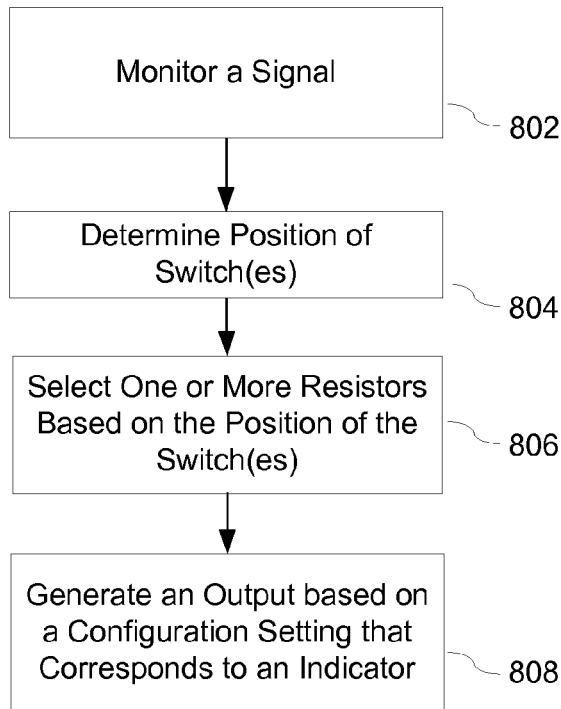 Monitor a Signal
802
Determine Position of
Switch(es)
804
Select One or More Resistors
Based on the Position of the
Switch(es)
806
Generate an Output based on
a Configuration Setting that
Corresponds to an Indicator
808